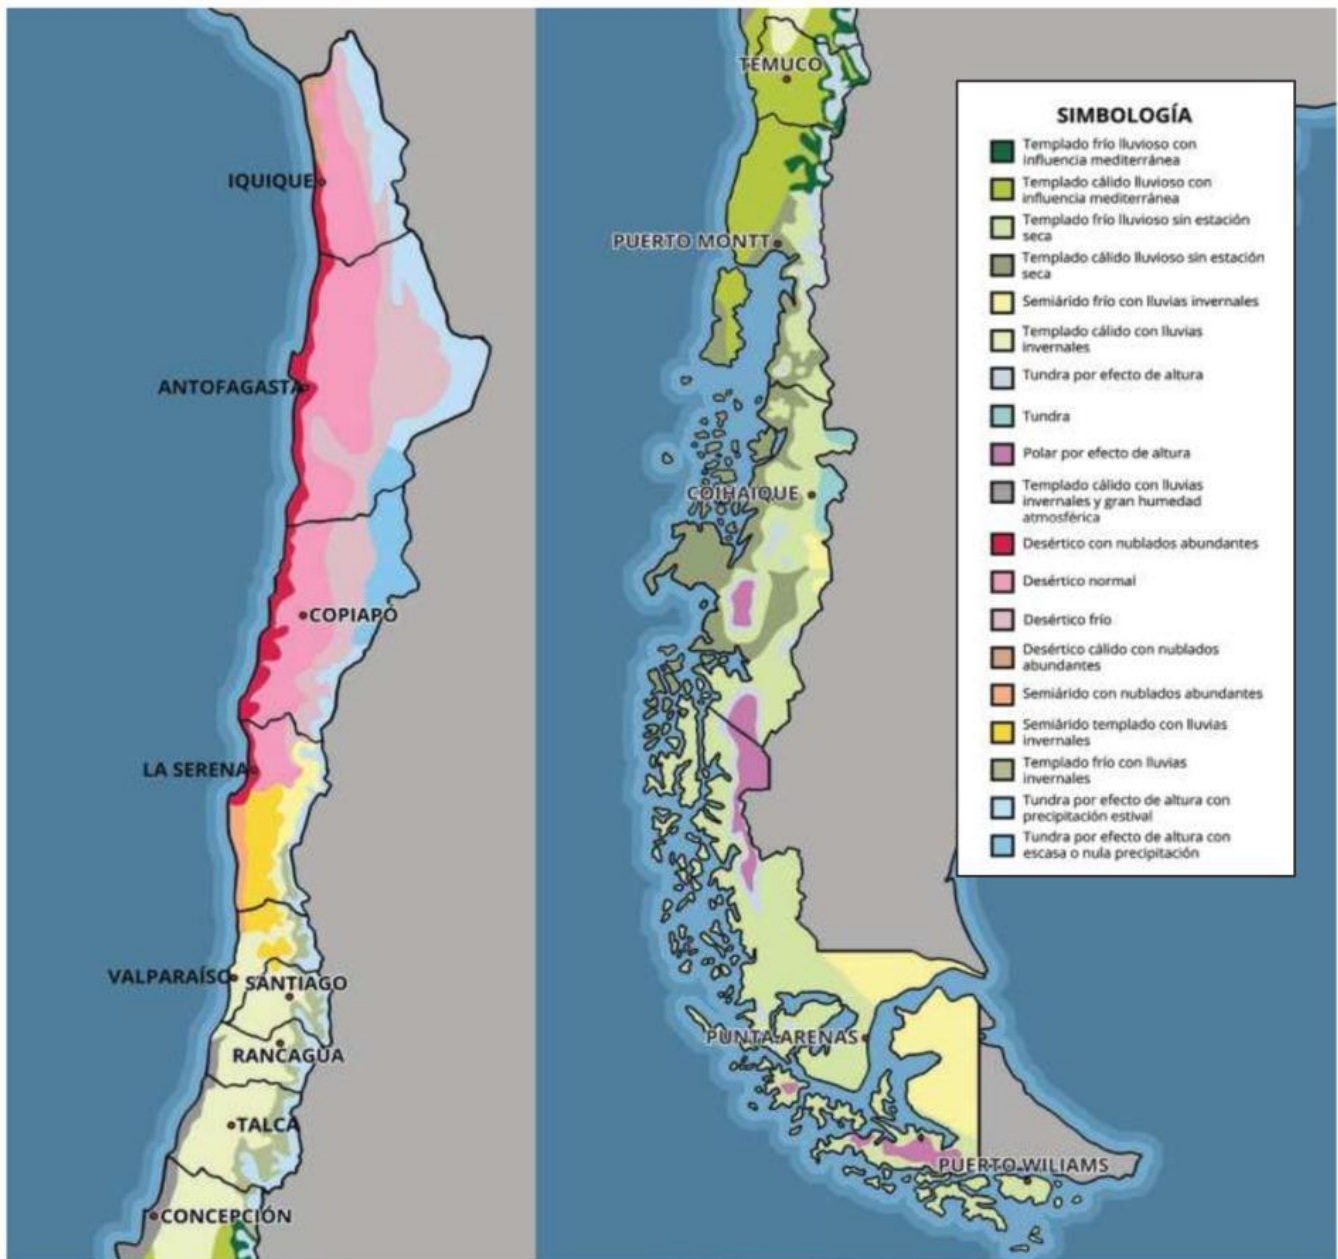 IQUIQUE
ANTOFAGASTA
COPIAPÓ
LA SERENA
VALPARAÍSO
SANTIAGO
RANCAGUA
TALCA
CONCEPCIÓN
TEMUCO
PUERTO MONTT
COIHAIQUE
PUNTA ARENAS
PUERTO WILIAMS
SIMBOLOGÍA
Templado frío lluvioso con
influencia mediterránea
Templado cálido lluvioso con
influencia mediterránea
Templado frío lluvioso sin estación
seca
Templado cálido lluvioso sin estación
seca
Semiárido frío con lluvias invernales
Templado cálido con lluvias
invernales
Tundra por efecto de altura
Tundra
Polar por efecto de altura
Templado cálido con lluvias
invernales y gran humedad
atmosférica
Desértico con nublados abundantes
Desértico normal
Desértico frío
Desértico cálido con nublados
abundantes
Semiárido con nublados abundantes
Semiárido templado con lluvias
invernales
Templado frío con lluvias
invernales
Tundra por efecto de altura con
precipitación estival
Tundra por efecto de altura con
escasa o nula precipitación